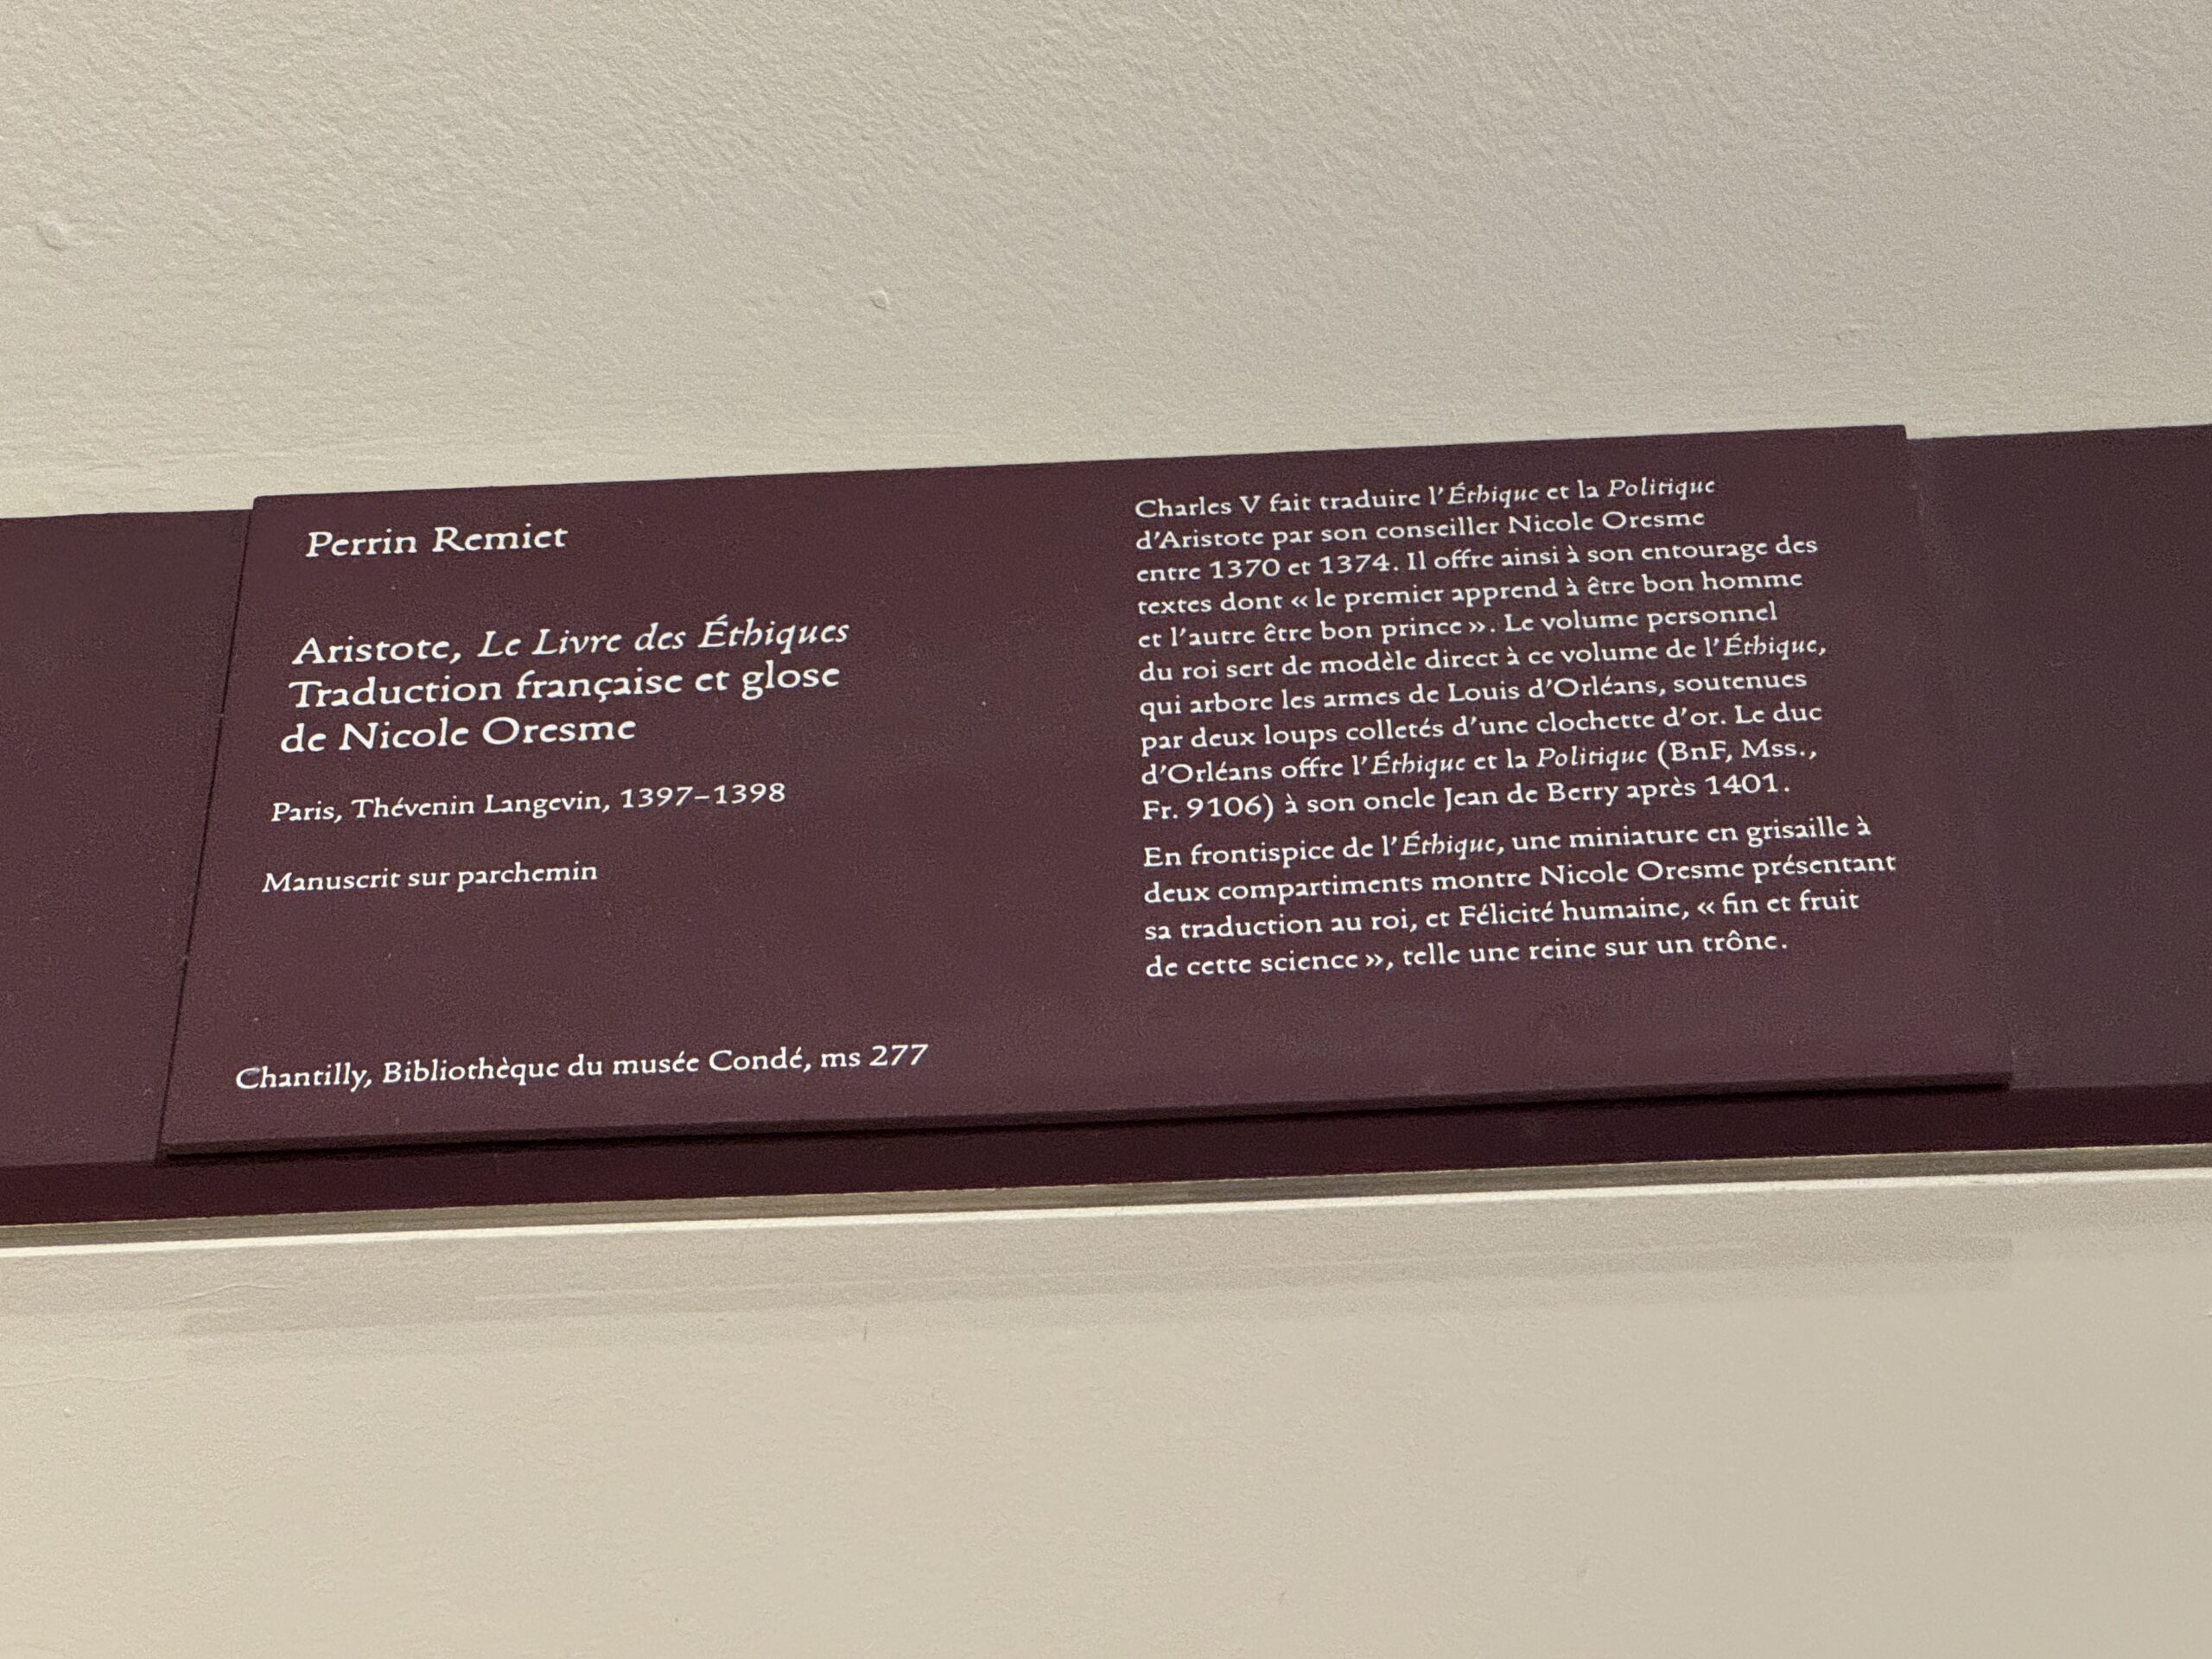 Perrin Remiet
Aristote, Le Livre des Éthiques
Traduction française et glose
de Nicole Oresme
Paris, Thévenin Langevin, 1397–1398
Manuscrit sur parchemin
Chantilly, Bibliothèque du musée Condé, ms 277
Charles V fait traduire l'Éthique et la Politique
d'Aristote par son conseiller Nicole Oresme
entre 1370 et 1374. Il offre ainsi à son entourage des
textes dont « le premier apprend à être bon homme
et l'autre être bon prince ». Le volume personnel
du roi sert de modèle direct à ce volume de l'Éthique,
qui arbore les armes de Louis d'Orléans, soutenues
par deux loups colletés d'une clochette d'or. Le duc
d'Orléans offre l'Éthique et la Politique (BnF, Mss.,
Fr. 9106) à son oncle Jean de Berry après 1401.
En frontispice de l'Éthique, une miniature en grisaille à
deux compartiments montre Nicole Oresme présentant
sa traduction au roi, et Félicité humaine, « fin et fruit
de cette science », telle une reine sur un trône.